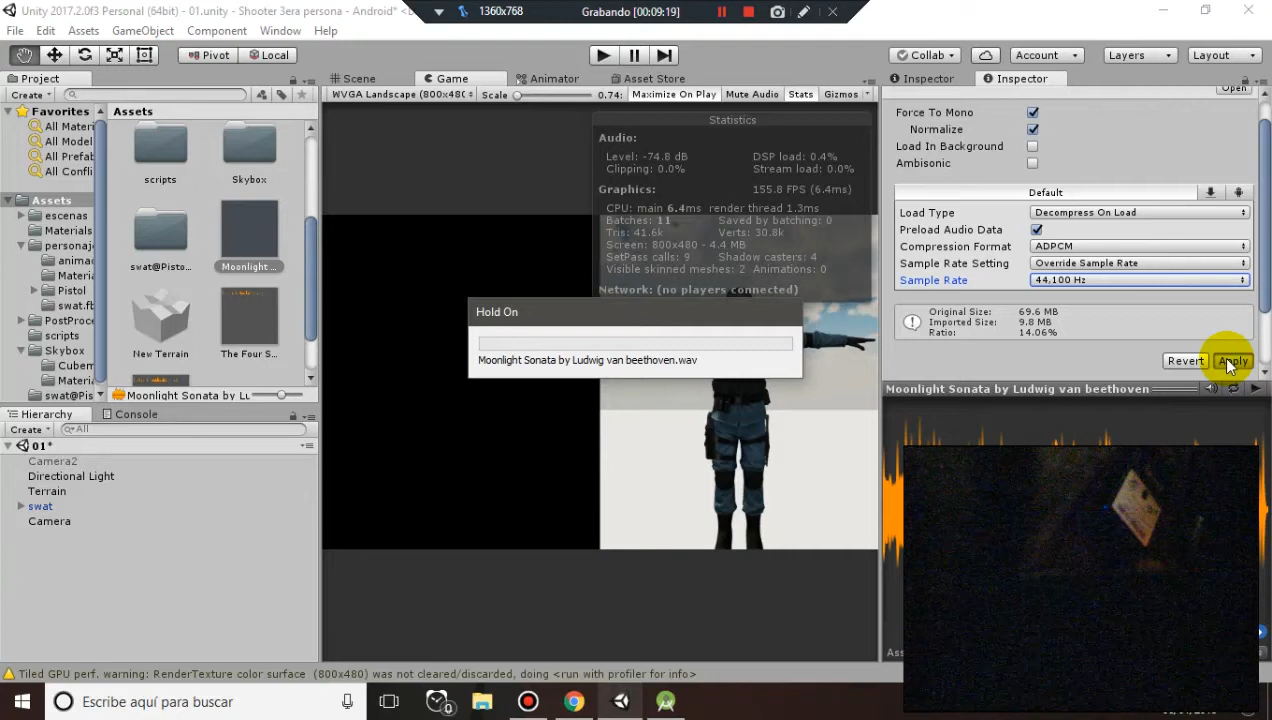 Unity 2017.2.0f3 Personal (64bit) - 01.unity - Shooter 3era persona - Android*
1360x768
Grabando [00:09:19]
File Edit Assets GameObject Component Window Help
Pivot Local
Collab Account Layers Layout
Project
Create
Favorites
All Materi
All Model
All Prefab
All Confli
Assets
escenas
Materials
personaj
animac
Materia
Pistol
swat.fb
PostProce
scripts
Skybox
Cubem
Materia
swat@Pis
Assets
scripts
Skybox
swat@Pisto...
Moonlight ...
New Terrain
The Four S...
Moonlight Sonata by Lu
Hierarchy Console
Create All
01*
Camera2
Directional Light
Terrain
swat
Camera
Scene Game Animator Asset Store
WVGA Landscape (800x480) Scale 0.74: Maximize On Play Mute Audio Stats Gizmos
Statistics
Audio:
Level: -74.8 dB DSP load: 0.4%
Clipping: 0.0% Stream load: 0.0%
Graphics: 155.8 FPS (6.4ms)
CPU: main 6.4ms render thread 1.3ms
Batches: 11 Saved by batching: 0
Tris: 41.6k Verts: 30.8k
Screen: 800x480 - 4.4 MB
SetPass calls: 9 Shadow casters: 4
Visible skinned meshes: 2 Animations: 0
Network: (no players connected)
Hold On
Moonlight Sonata by Ludwig van beethoven.wav
Inspector Inspector
Open
Force To Mono
Normalize
Load In Background
Ambisonic
Default
Load Type Decompress On Load
Preload Audio Data
Compression Format ADPCM
Sample Rate Setting Override Sample Rate
Sample Rate 44,100 Hz
Original Size: 69.6 MB
Imported Size: 9.8 MB
Ratio: 14.06%
Revert Apply
Moonlight Sonata by Ludwig van beethoven
Tiled GPU perf. warning: RenderTexture color surface (800x480) was not cleared/discarded, doing <run with profiler for info>
Escribe aquí para buscar